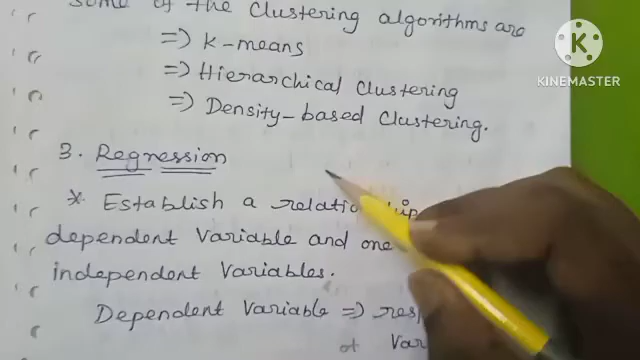 some of the Clustering algorithms are
=> K-means
=> Hierarchical Clustering
=> Density-based Clustering.
3. Regression
* Establish a
dependent Variable and one
independent Variables.
Dependent Variable =>
KINEMASTER